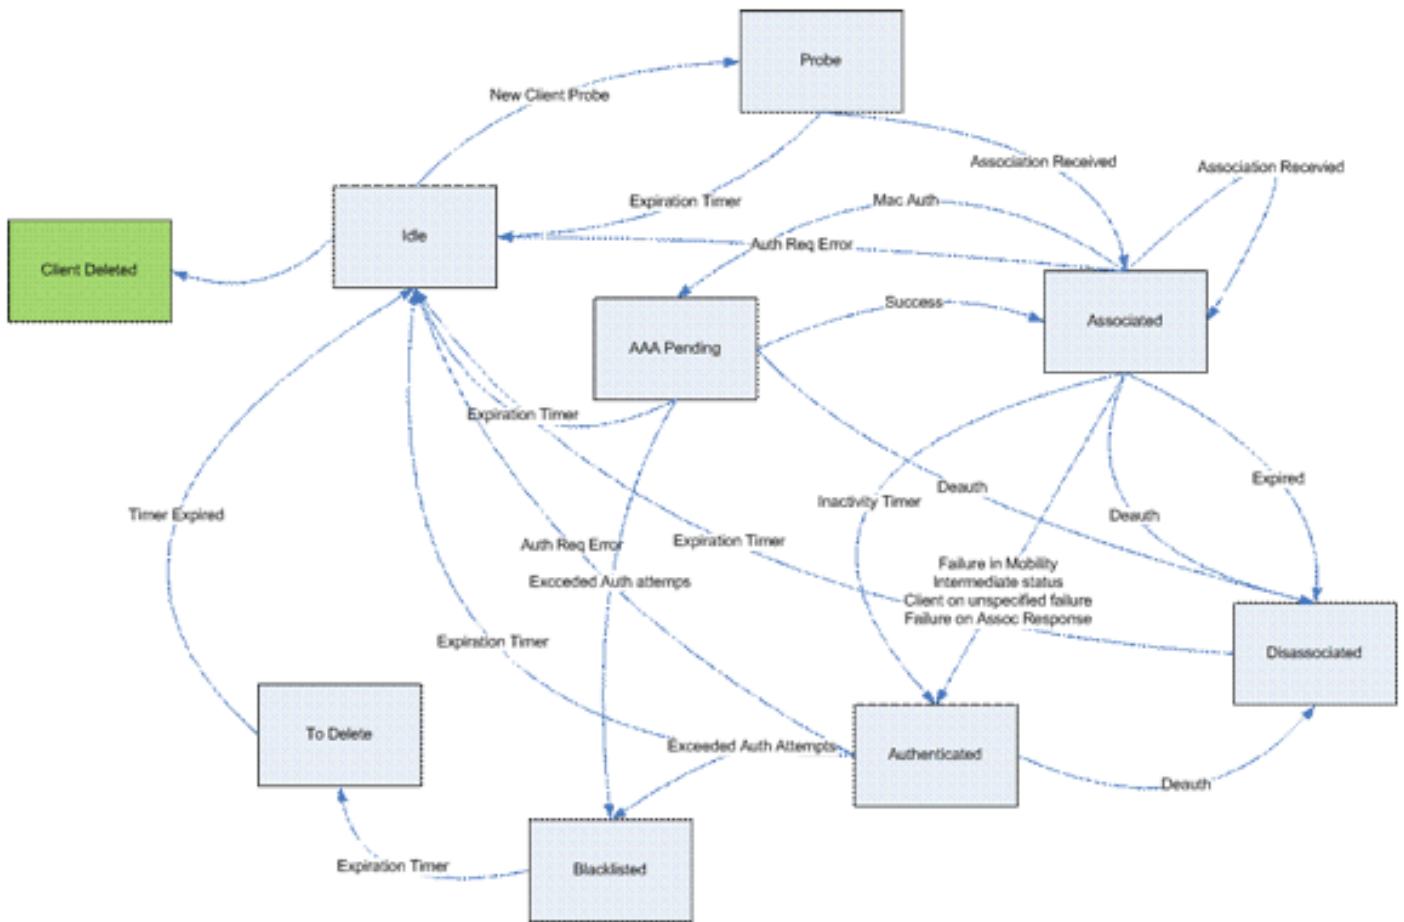 Probe
New Client Probe
Association Received
Association Recevied
Expiration Timer
Mac Auth
Idle
Auth Req Error
Client Deleted
Success
Associated
AAA Pending
Expiration Timer
Expired
Deauth
Inactivity Timer
Deauth
Timer Expired
Auth Req Error
Expiration Timer
Failure in Mobility
Intermediate status
Client on unspecified failure
Failure on Assoc Response
Exceeded Auth attemps
Expiration Timer
Disassociated
To Delete
Exceeded Auth Attempts
Authenticated
Deauth
Expiration Timer
Blacklisted